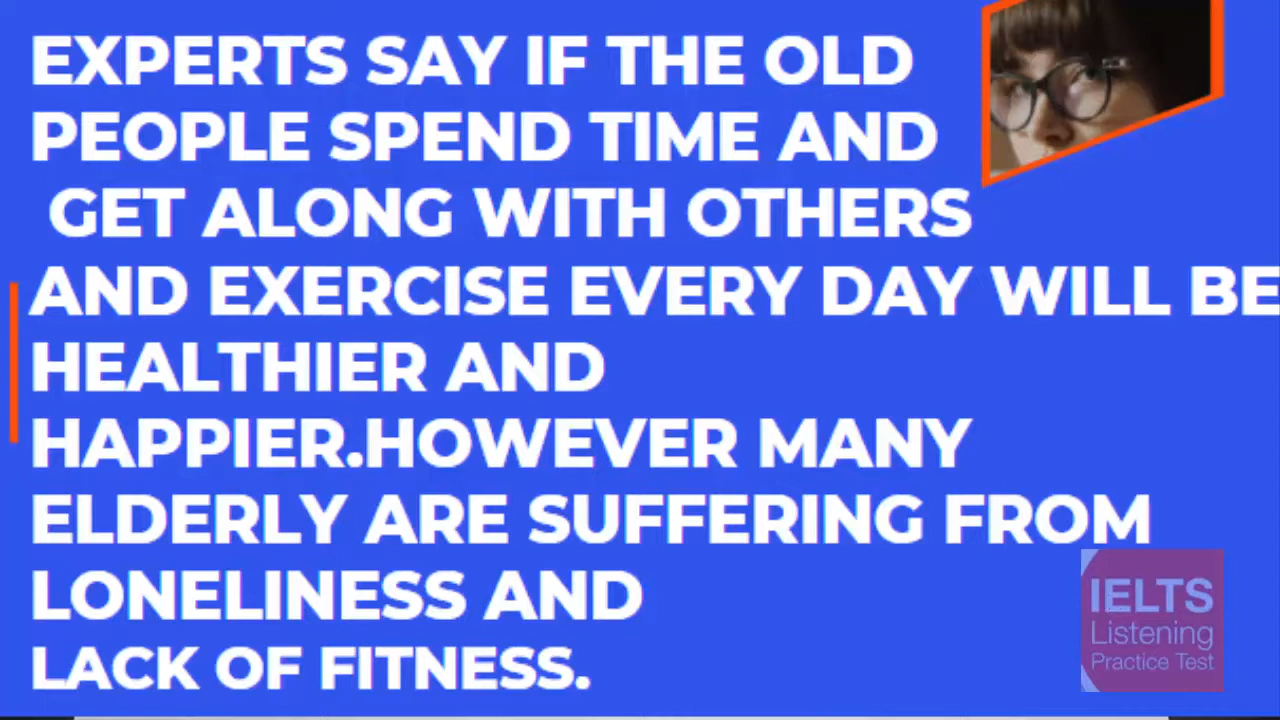 EXPERTS SAY IF THE OLD
PEOPLE SPEND TIME AND
GET ALONG WITH OTHERS
AND EXERCISE EVERY DAY WILL BE
HEALTHIER AND
HAPPIER.HOWEVER MANY
ELDERLY ARE SUFFERING FROM
LONELINESS AND
LACK OF FITNESS.
IELTS
Listening
Practice Test